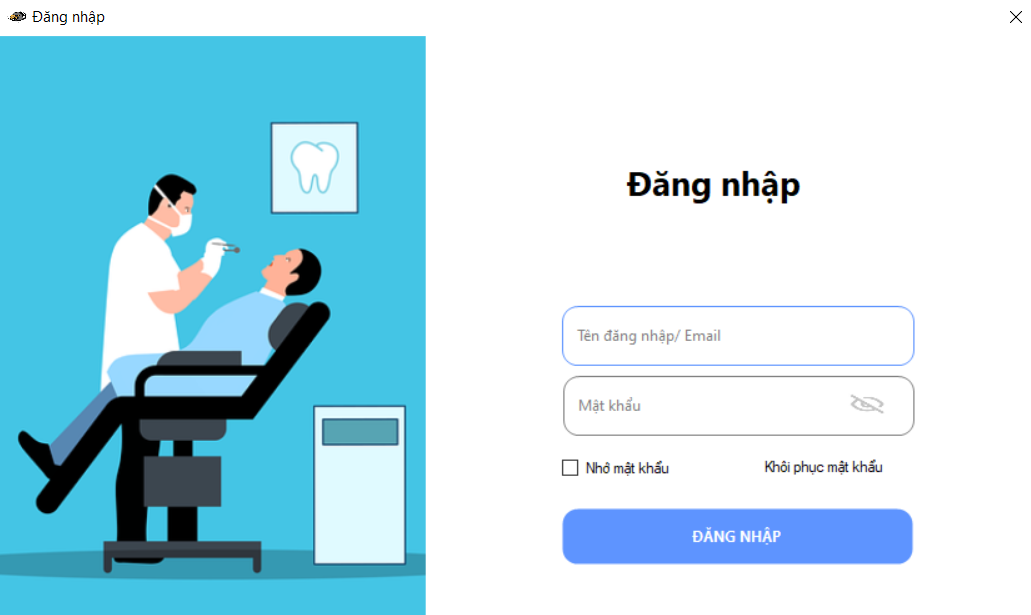 Đăng nhập
Đăng nhập
Tên đăng nhập/ Email
Mật khẩu
Nhớ mật khẩu
Khôi phục mật khẩu
ĐĂNG NHẬP